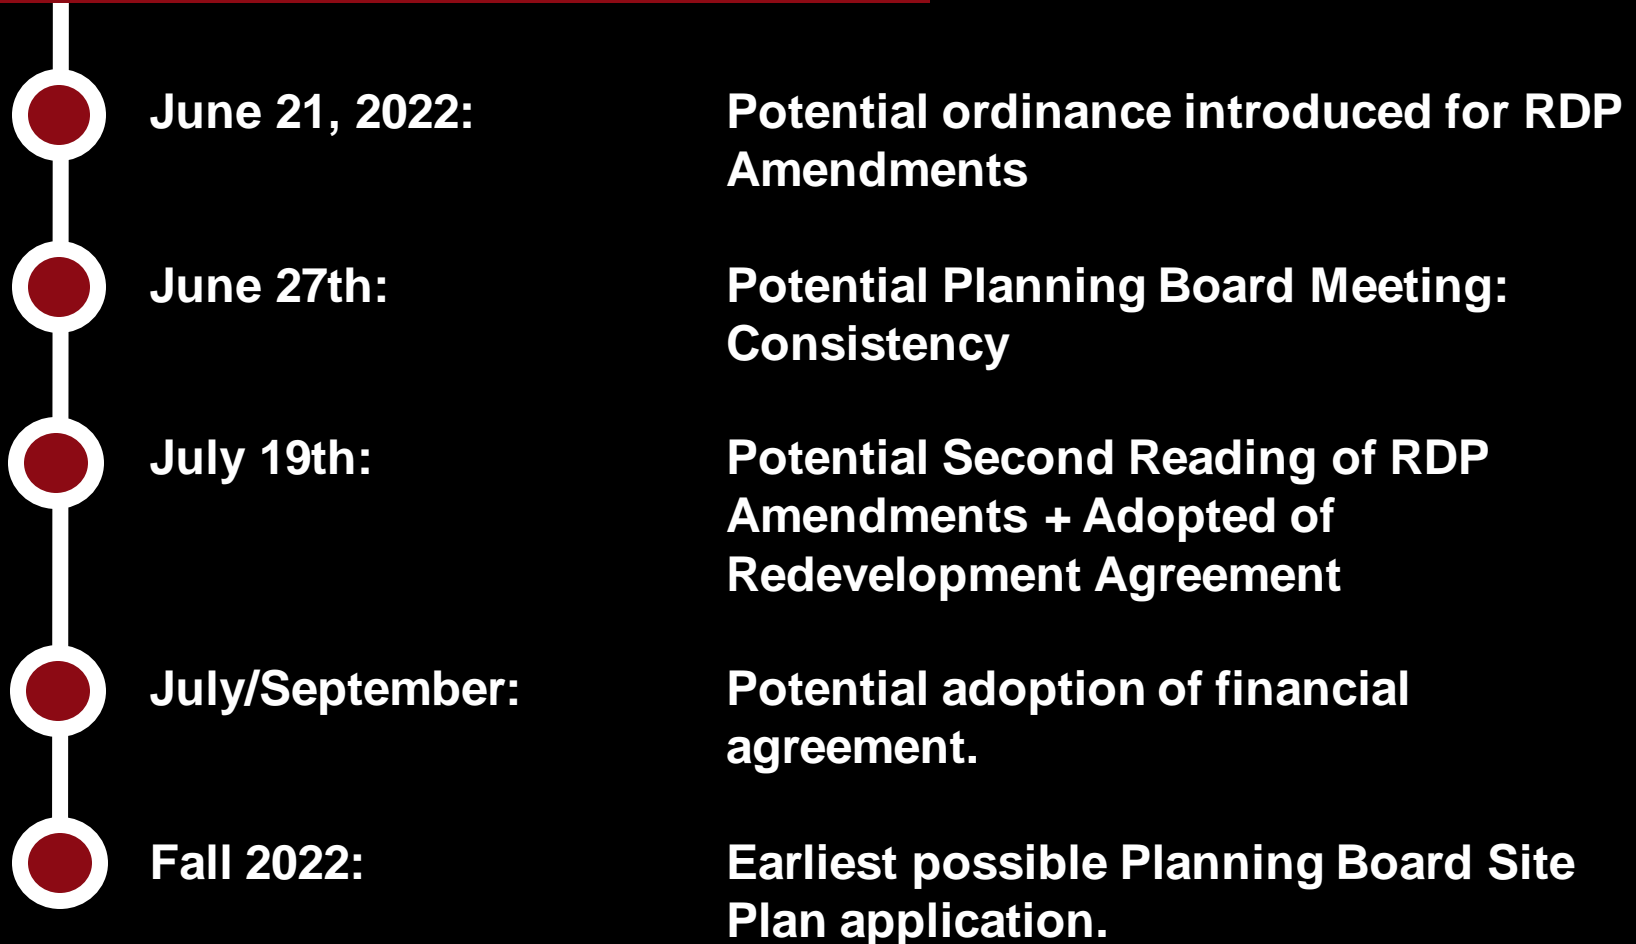 June 21, 2022:
Potential ordinance introduced for RDP
Amendments
June 27th:
Potential Planning Board Meeting:
Consistency
July 19th:
Potential Second Reading of RDP
Amendments + Adopted of
Redevelopment Agreement
July/September:
Potential adoption of financial
agreement.
Fall 2022:
Earliest possible Planning Board Site
Plan application.